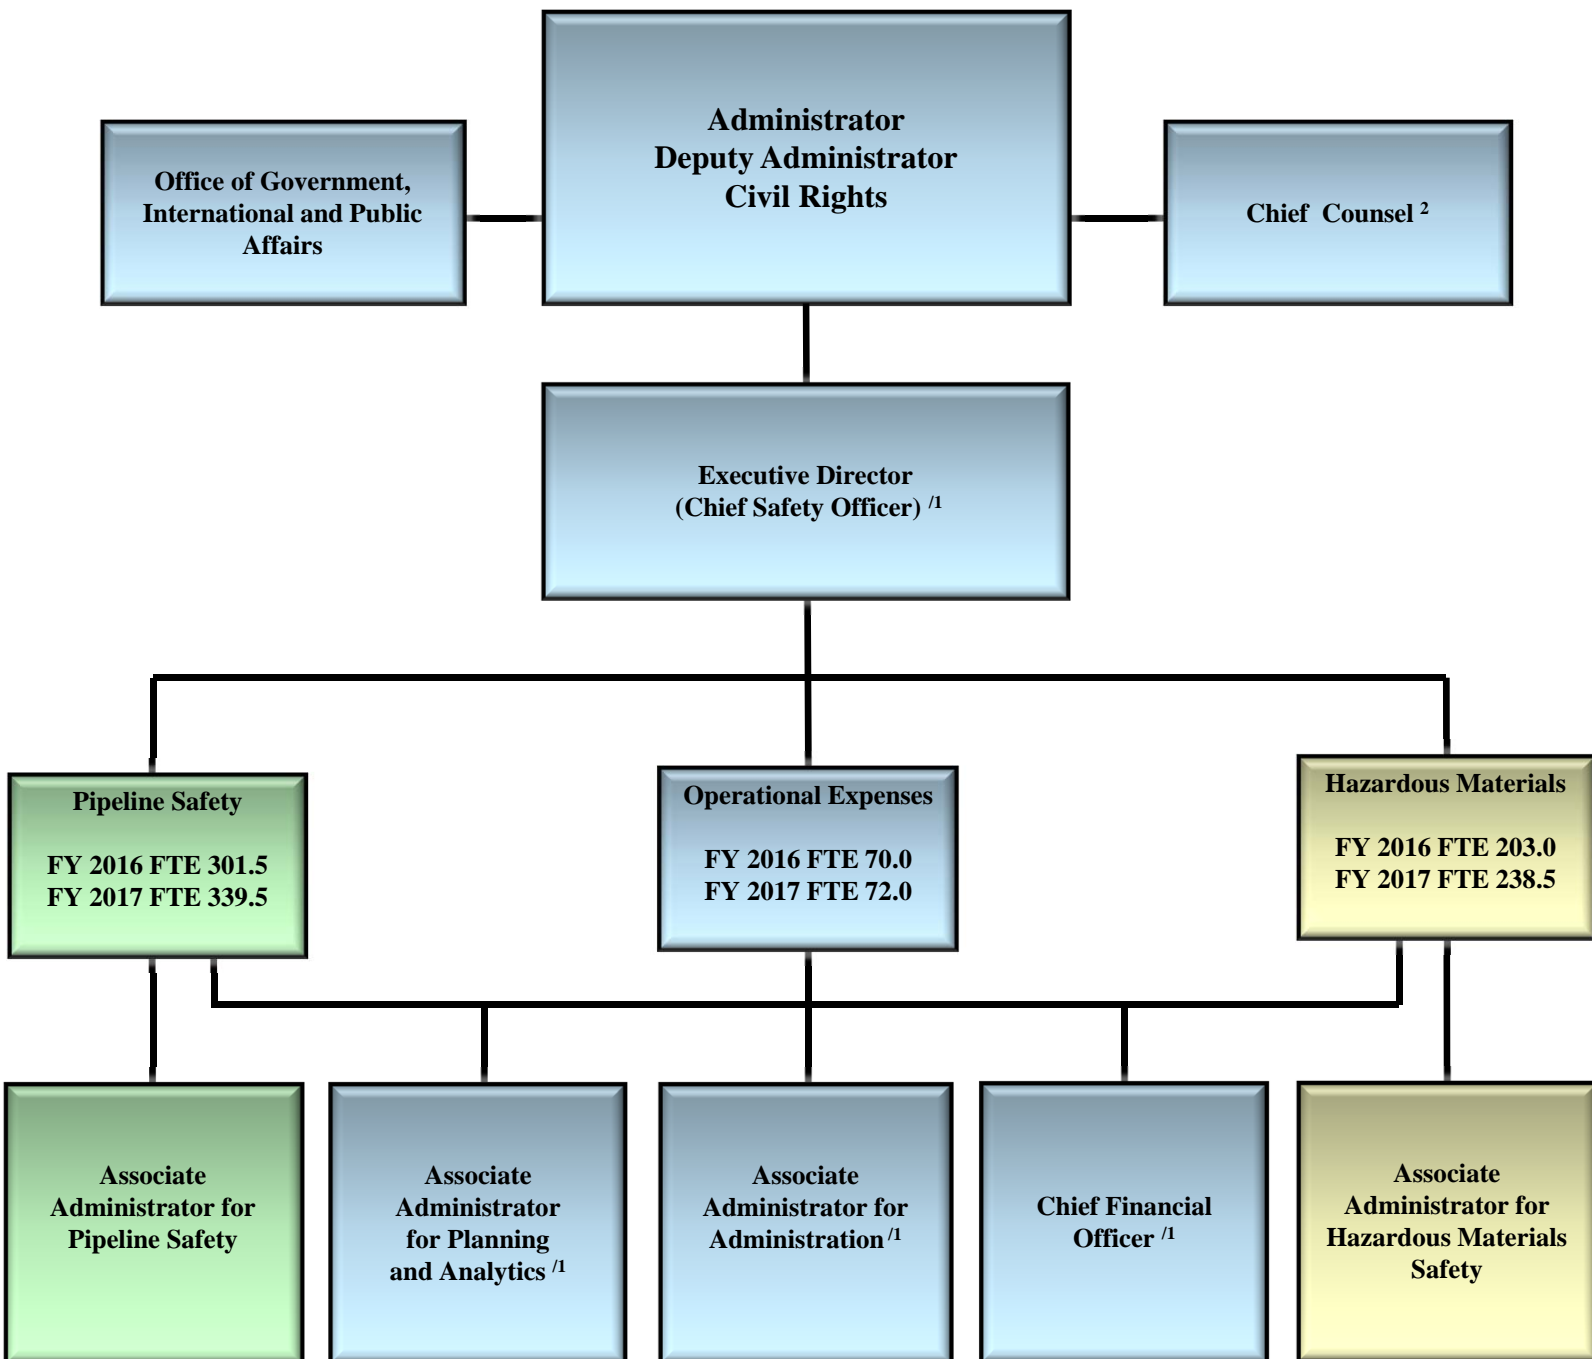 Administrator
Deputy Administrator
Civil Rights
Office of Government,
International and Public
Affairs
Chief Counsel 2
Executive Director
(Chief Safety Officer) /1
Pipeline Safety
FY 2016 FTE 301.5
FY 2017 FTE 339.5
Operational Expenses
FY 2016 FTE 70.0
FY 2017 FTE 72.0
Hazardous Materials
FY 2016 FTE 203.0
FY 2017 FTE 238.5
Associate
Administrator for
Pipeline Safety
Associate
Administrator
for Planning
and Analytics /1
Associate
Administrator for
Administration /1
Chief Financial
Officer /1
Associate
Administrator for
Hazardous Materials
Safety